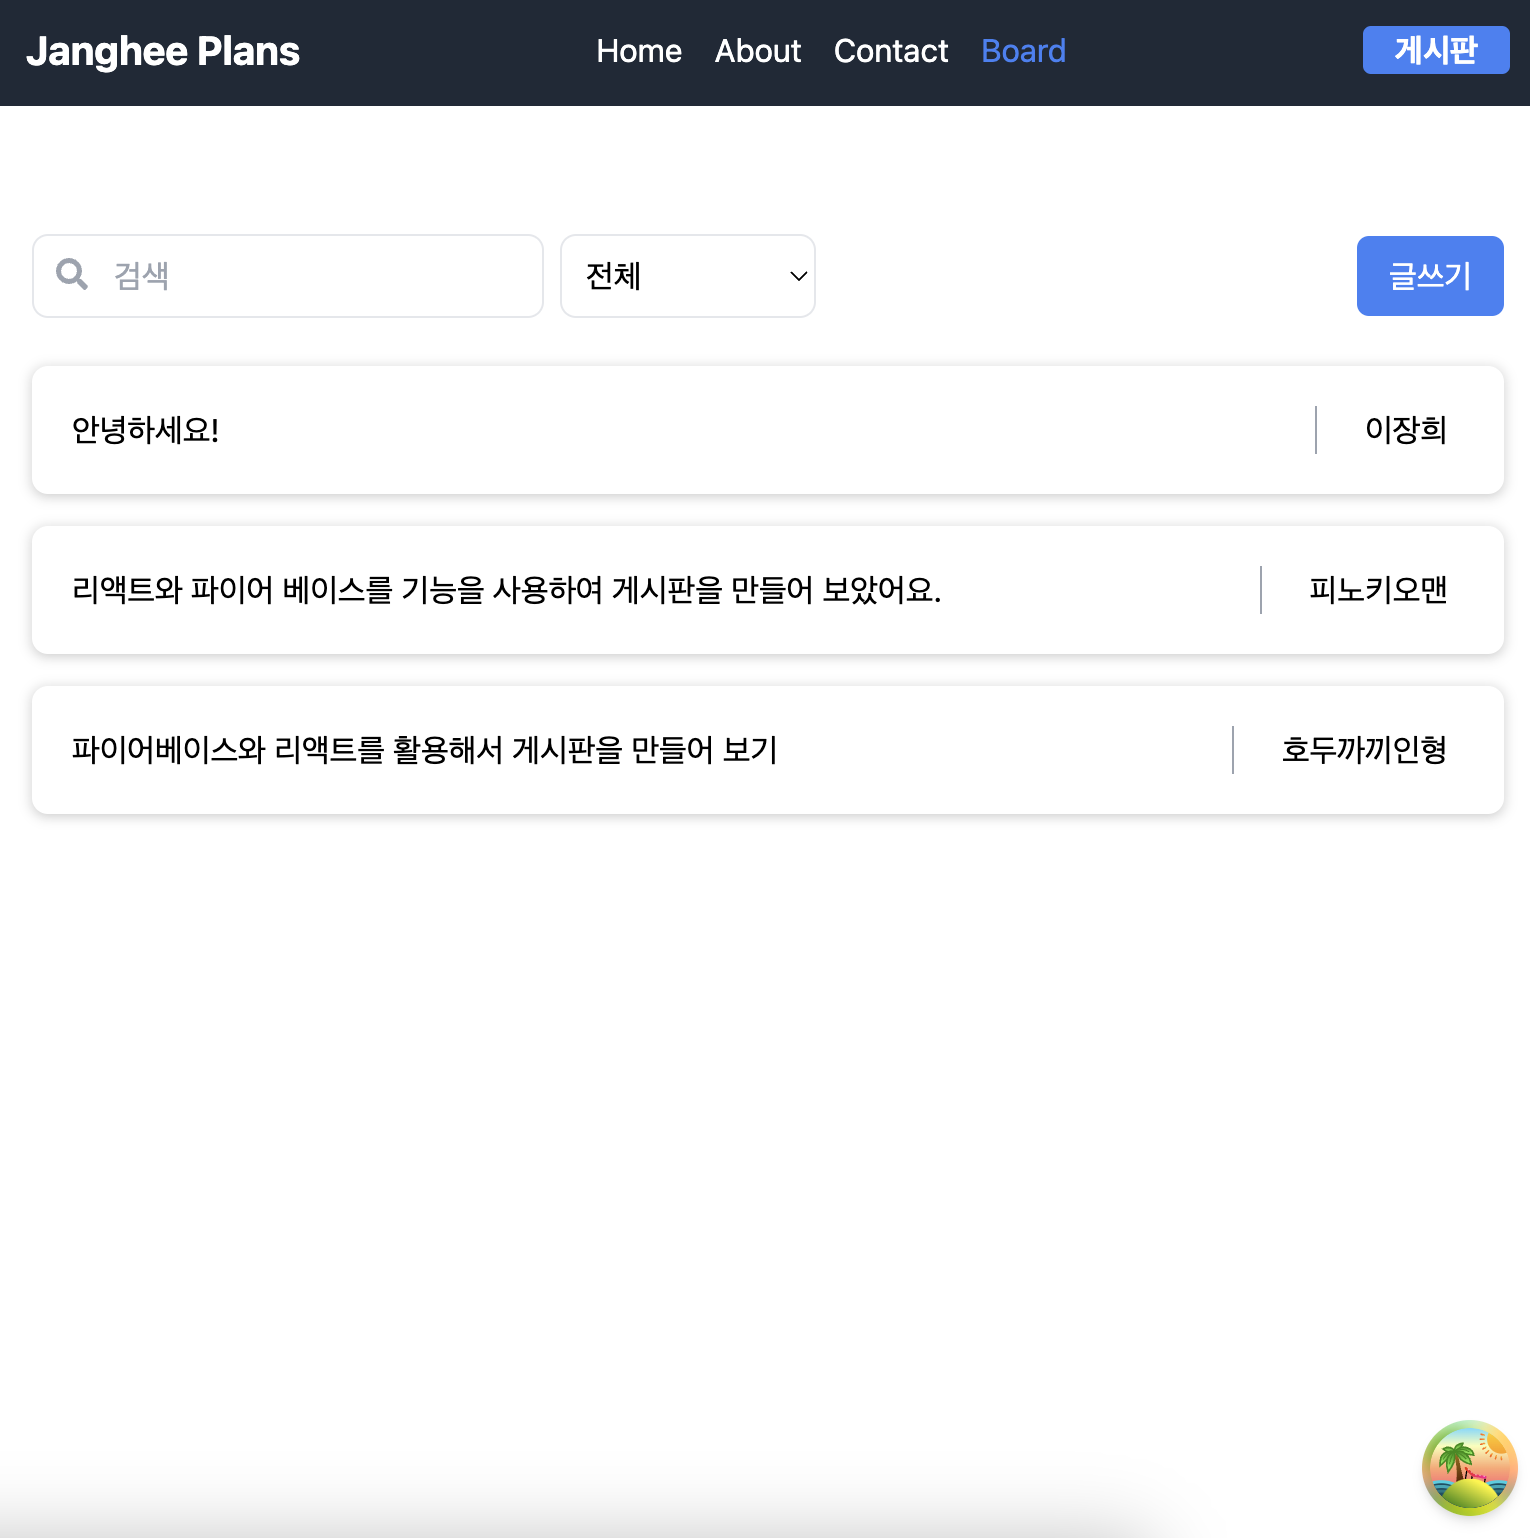 Janghee Plans
Home About Contact Board
게시판
검색
전체
글쓰기
안녕하세요!
이장희
리액트와 파이어 베이스를 기능을 사용하여 게시판을 만들어 보았어요.
피노키오맨
파이어베이스와 리액트를 활용해서 게시판을 만들어 보기
호두까끼인형